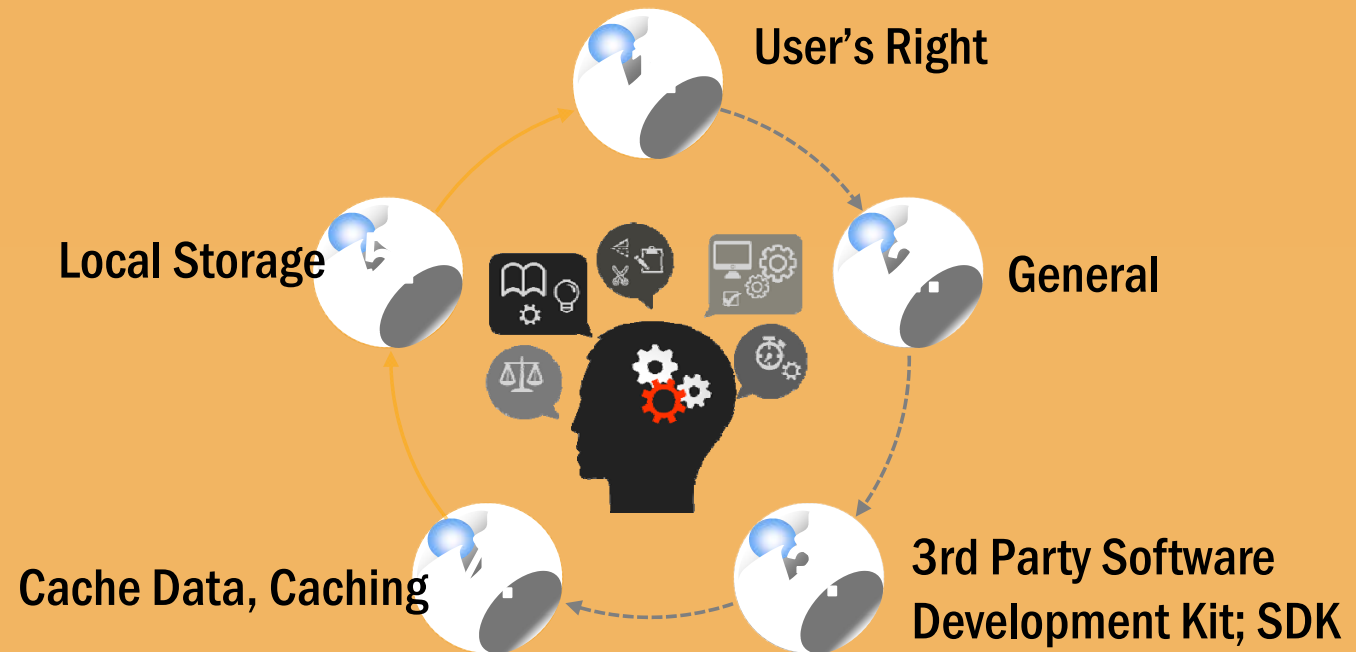 User’s Right
Local Storage
General
3rd Party Software
Development Kit; SDK
Cache Data, Caching